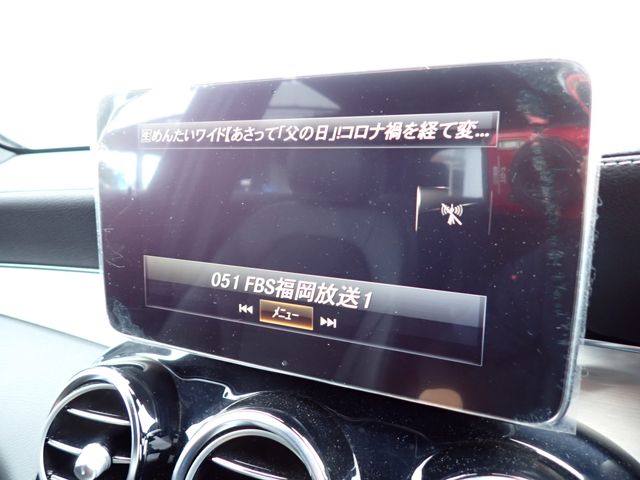 生めんたいワイド【あさって「父の日」!コロナ禍を経て変...
051 FBS福岡放送1
メニュー